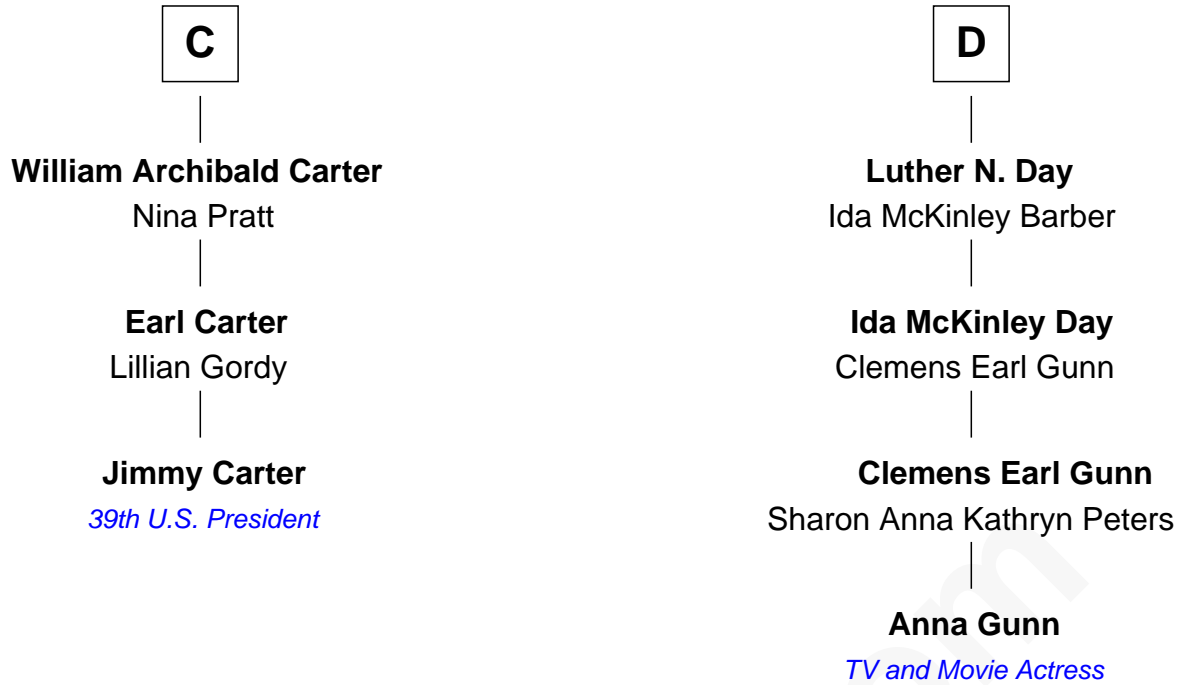 C
William Archibald Carter
Nina Pratt
Earl Carter
Lillian Gordy
Jimmy Carter
39th U.S. President
D
Luther N. Day
Ida McKinley Barber
Ida McKinley Day
Clemens Earl Gunn
Clemens Earl Gunn
Sharon Anna Kathryn Peters
Anna Gunn
TV and Movie Actress